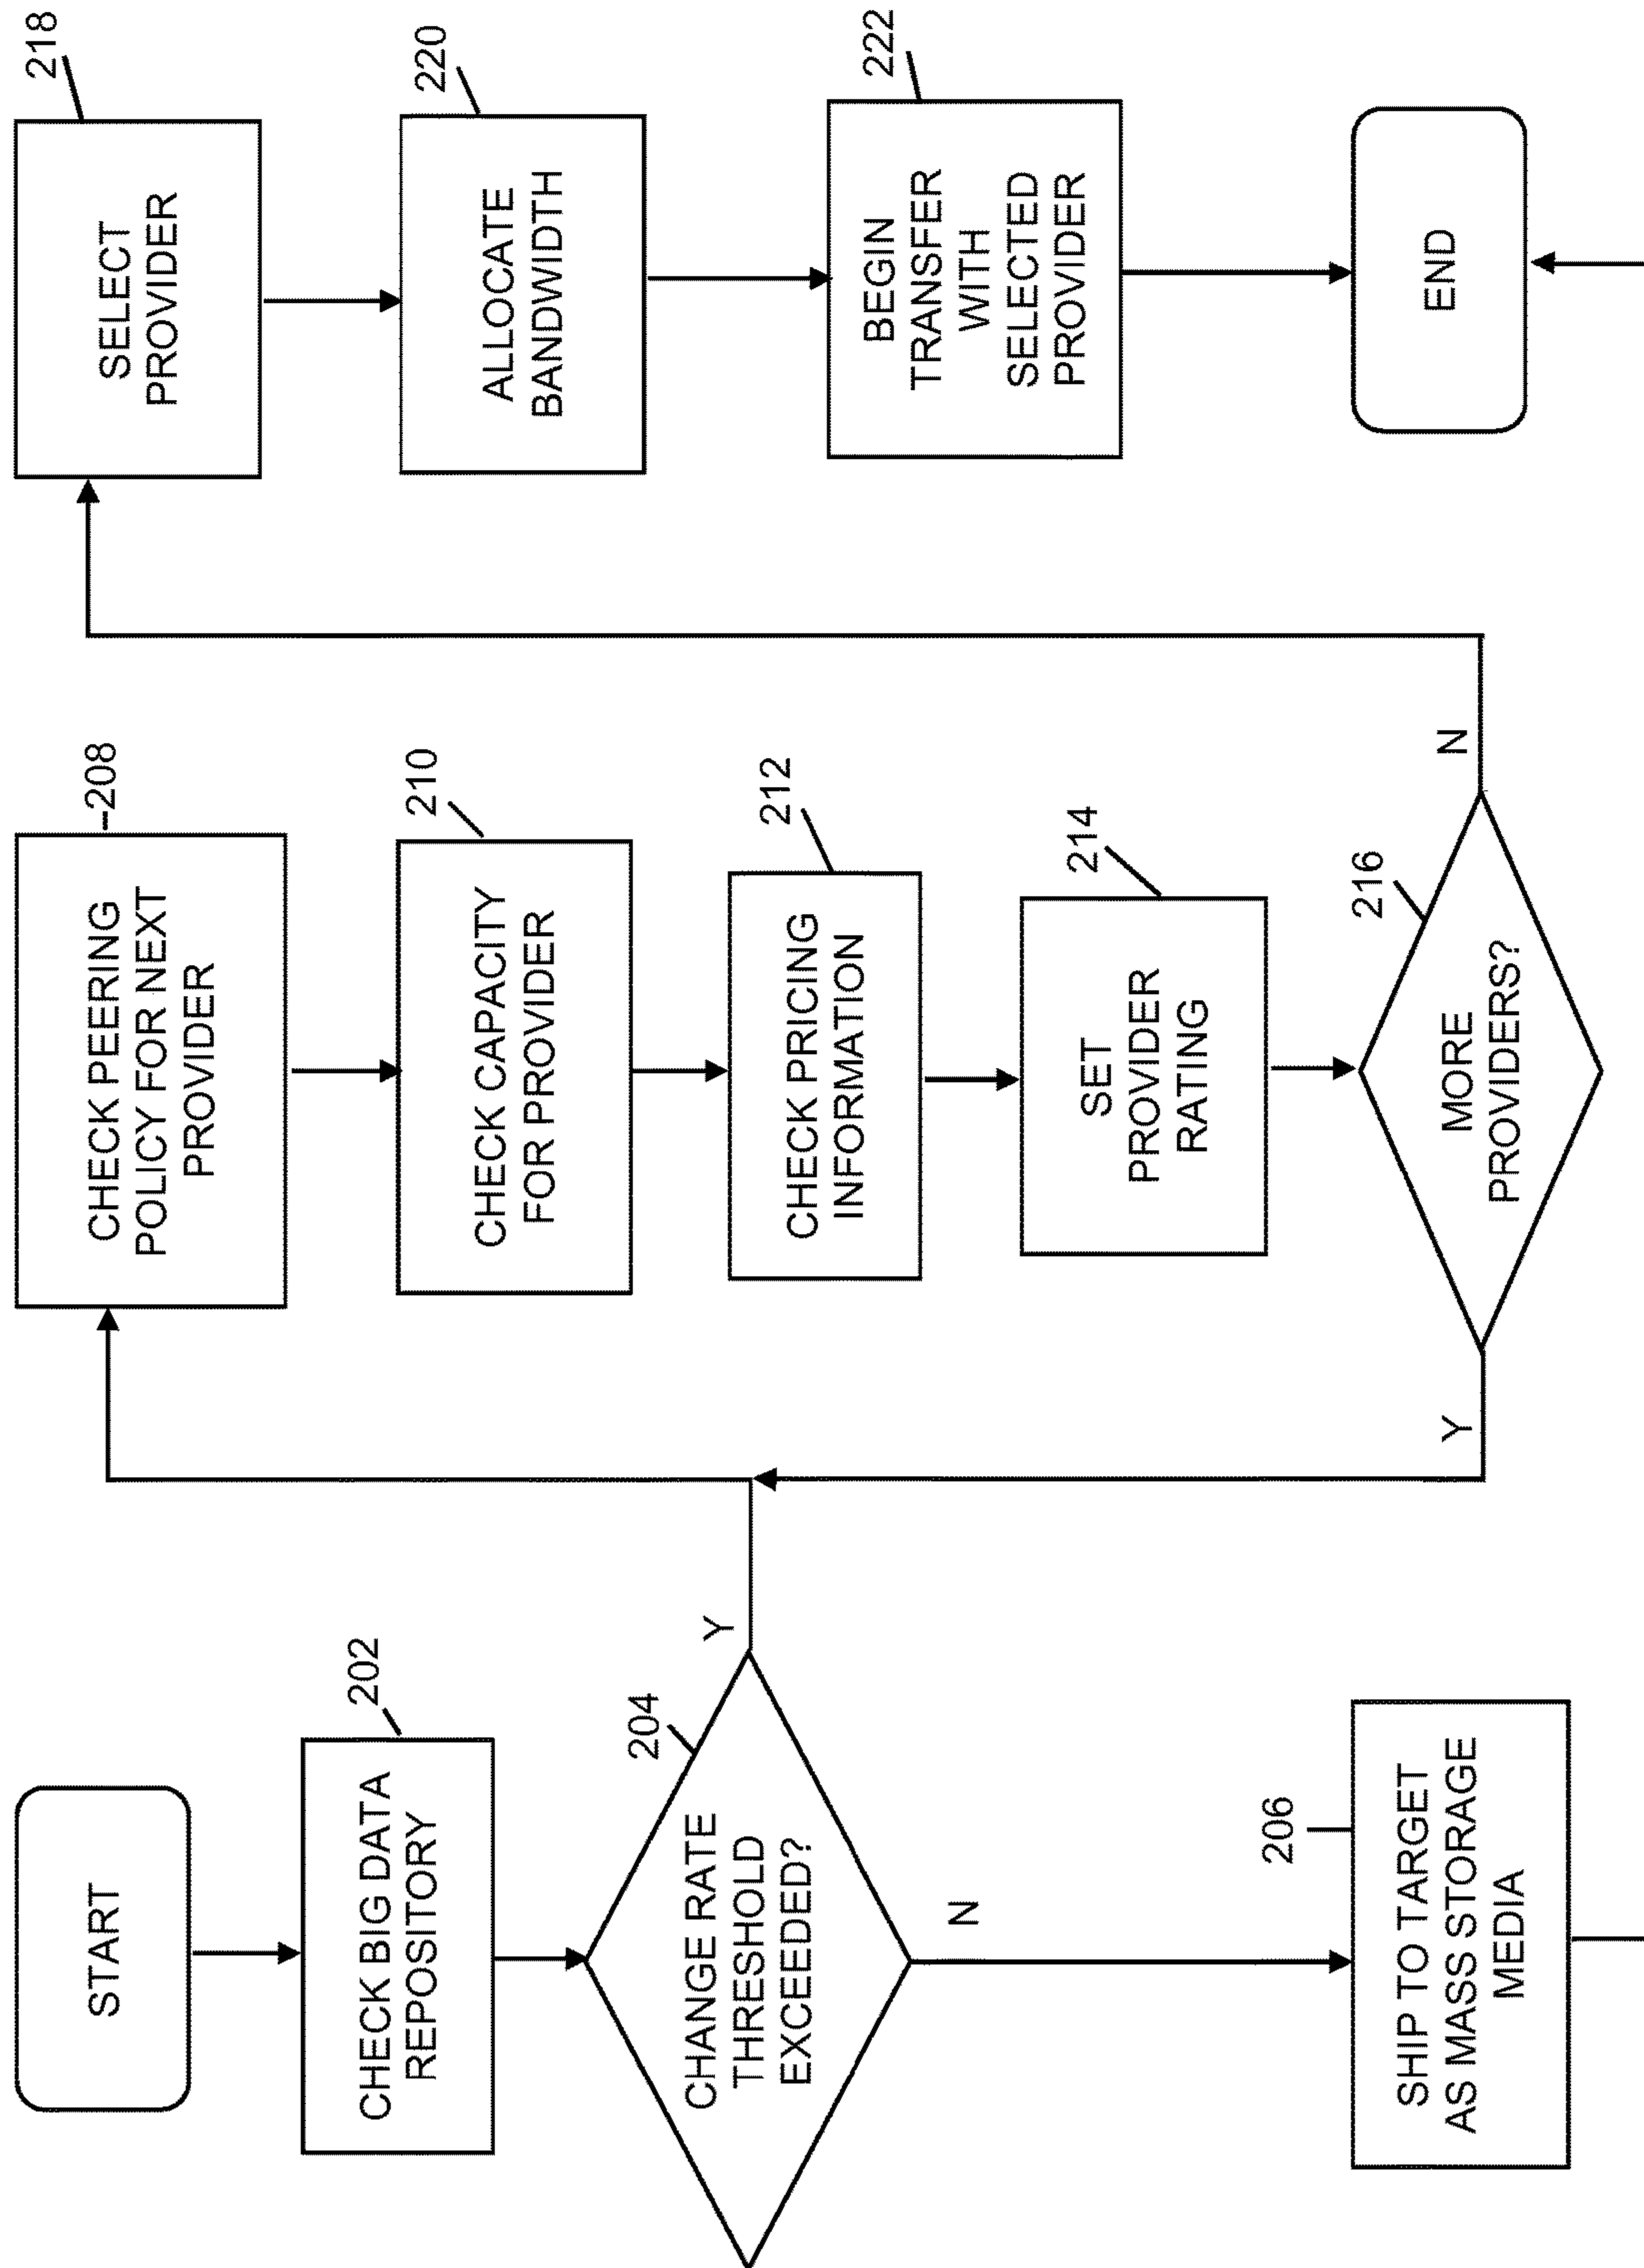 START
CHECK BIG DATA
REPOSITORY
202
CHANGE RATE
THRESHOLD
EXCEEDED?
204
Y
N
SHIP TO TARGET
AS MASS STORAGE
MEDIA
206
CHECK PEERING
POLICY FOR NEXT
PROVIDER
208
CHECK CAPACITY
FOR PROVIDER
210
CHECK PRICING
INFORMATION
212
SET
PROVIDER
RATING
214
MORE
PROVIDERS?
216
Y
N
SELECT
PROVIDER
218
ALLOCATE
BANDWIDTH
220
BEGIN
TRANSFER
WITH
SELECTED
PROVIDER
222
END